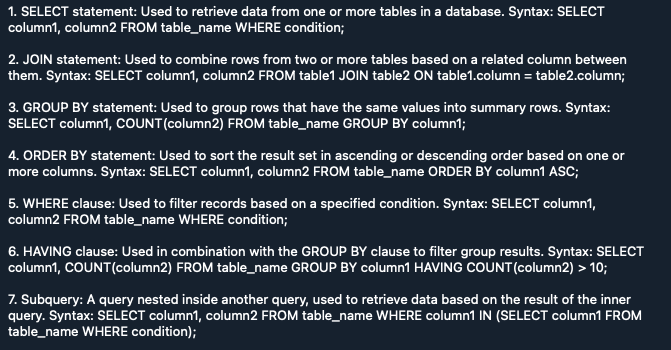 1. SELECT statement: Used to retrieve data from one or more tables in a database. Syntax: SELECT
column1, column2 FROM table_name WHERE condition;
2. JOIN statement: Used to combine rows from two or more tables based on a related column between
them. Syntax: SELECT column1, column2 FROM table1 JOIN table2 ON table1.column = table2.column;
3. GROUP BY statement: Used to group rows that have the same values into summary rows. Syntax:
SELECT column1, COUNT(column2) FROM table_name GROUP BY column1;
4. ORDER BY statement: Used to sort the result set in ascending or descending order based on one or
more columns. Syntax: SELECT column1, column2 FROM table_name ORDER BY column1 ASC;
5. WHERE clause: Used to filter records based on a specified condition. Syntax: SELECT column1,
column2 FROM table_name WHERE condition;
6. HAVING clause: Used in combination with the GROUP BY clause to filter group results. Syntax: SELECT
column1, COUNT(column2) FROM table_name GROUP BY column1 HAVING COUNT(column2) > 10;
7. Subquery: A query nested inside another query, used to retrieve data based on the result of the inner
query. Syntax: SELECT column1, column2 FROM table_name WHERE column1 IN (SELECT column1 FROM
table_name WHERE condition);